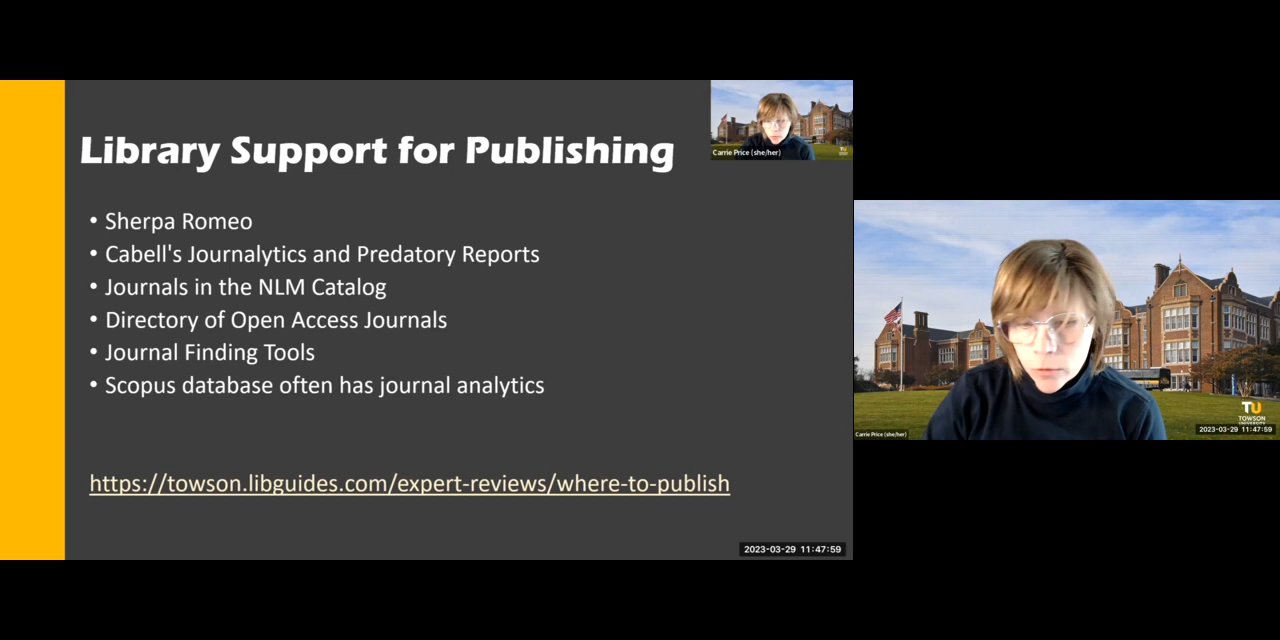 Library Support for Publishing
• Sherpa Romeo
• Cabell's Journalytics and Predatory Reports
• Journals in the NLM Catalog
• Directory of Open Access Journals
• Journal Finding Tools
• Scopus database often has journal analytics
https://towson.libguides.com/expert-reviews/where-to-publish
2023-03-29 11:47:59
Carrie Price (she/her)
TU
Carrie Price (she/her)
TU
TOWSON
UNIVERSITY
2023-03-29 11:47:59